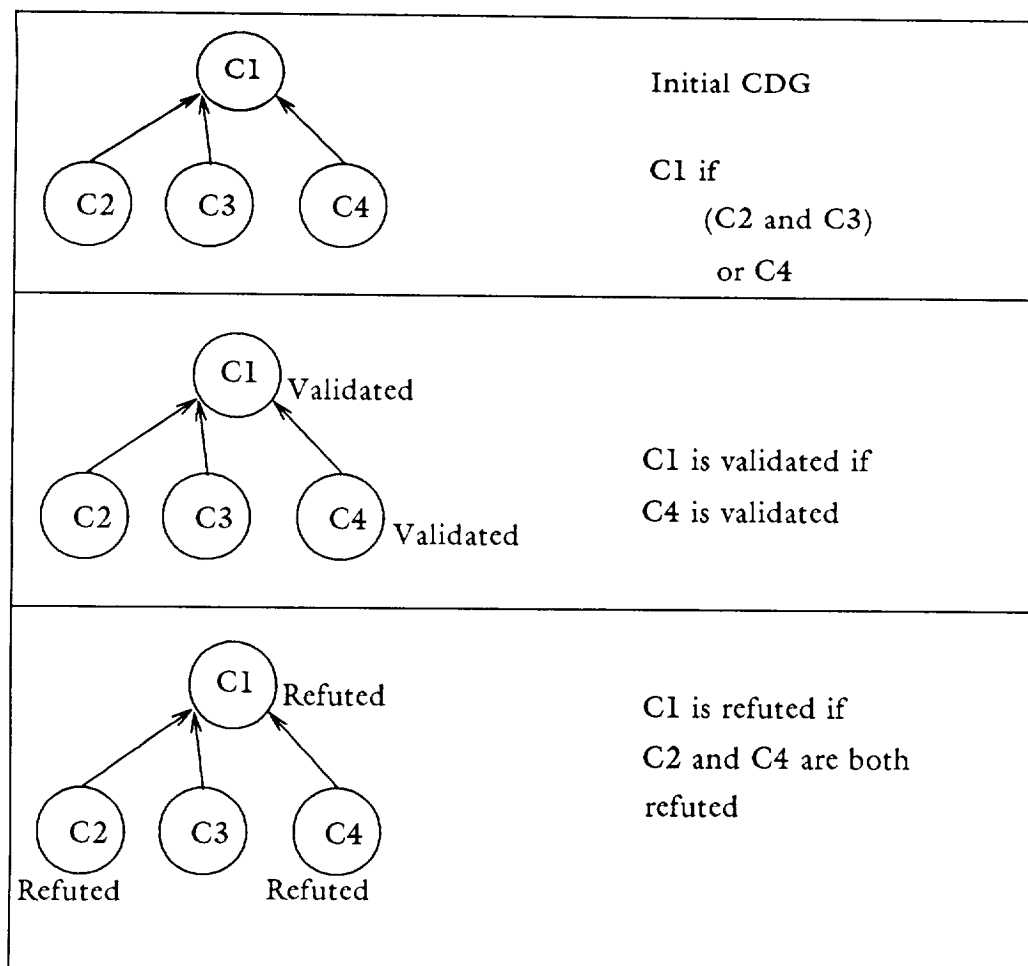 C1
Initial CDG
C1 if
C2
C3
C4
(C2 and C3)
or C4
C1
Validated
C1 is validated if
C2
C3
C4
Validated
C4 is validated
C1
Refuted
C1 is refuted if
C2 and C4 are both
refuted
C2
C3
C4
Refuted
Refuted